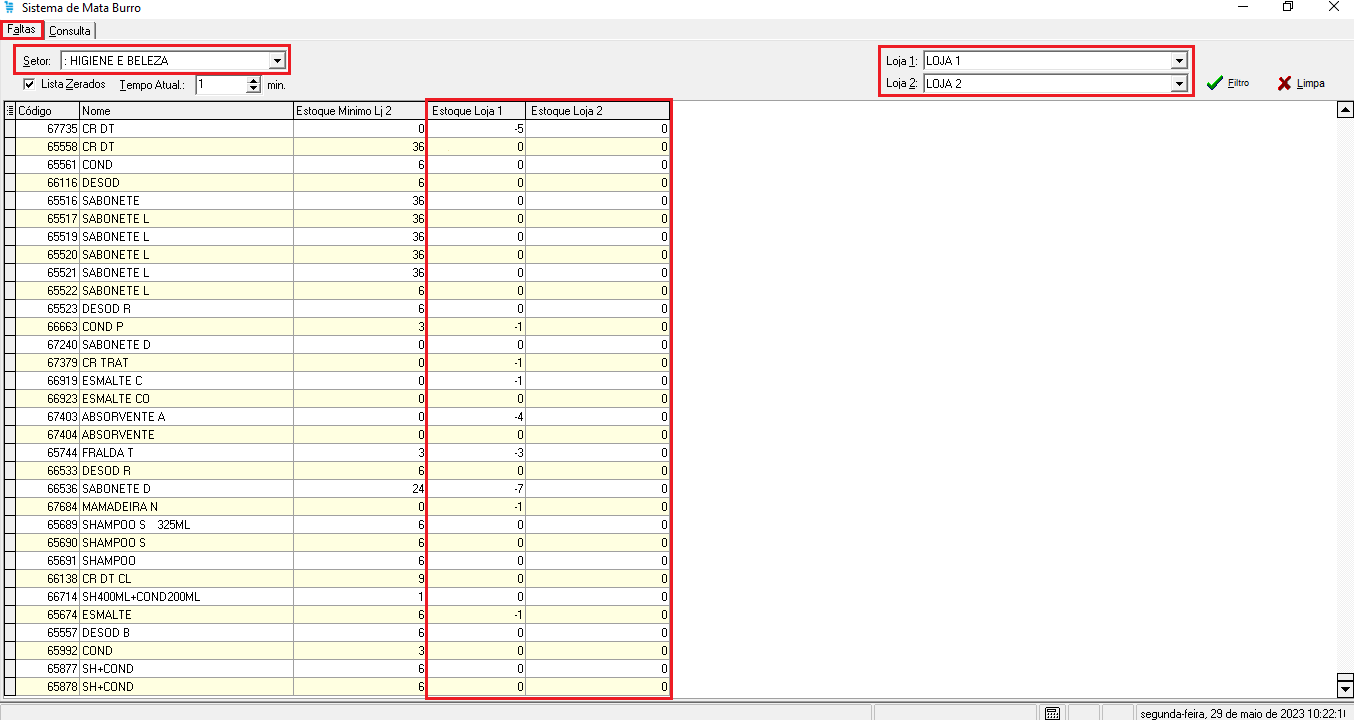 Sistema de Mata Burro
Faltas Consulta
Setor: : HIGIENE E BELEZA Loja 1: LOJA 1
Lista Zerados Tempo Atual.: 1 min. Loja 2: LOJA 2 Filtro Limpa
Código Nome Estoque Minimo Lj 2 Estoque Loja 1 Estoque Loja 2
67735 CR DT 0 -5 0
65558 CR DT 36 0 0
65561 COND 6 0 0
66116 DESOD 6 0 0
65516 SABONETE 36 0 0
65517 SABONETE L 36 0 0
65519 SABONETE L 36 0 0
65520 SABONETE L 36 0 0
65521 SABONETE L 36 0 0
65522 SABONETE L 6 0 0
65523 DESOD R 6 0 0
66663 COND P 3 -1 0
67240 SABONETE D 0 0 0
67379 CR TRAT 0 -1 0
66919 ESMALTE C 0 -1 0
66923 ESMALTE CO 0 0 0
67403 ABSORVENTE A 0 -4 0
67404 ABSORVENTE 0 0 0
65744 FRALDA T 3 -3 0
66533 DESOD R 6 0 0
66536 SABONETE D 24 -7 0
67684 MAMADEIRA N 0 -1 0
65689 SHAMPOO S 325ML 6 0 0
65690 SHAMPOO S 6 0 0
65691 SHAMPOO 6 0 0
66138 CR DT CL 9 0 0
66714 SH400ML+COND200ML 1 0 0
65674 ESMALTE 6 -1 0
65557 DESOD B 6 0 0
65992 COND 3 0 0
65877 SH+COND 6 0 0
65878 SH+COND 6 0 0
segunda-feira, 29 de maio de 2023 10:22:1